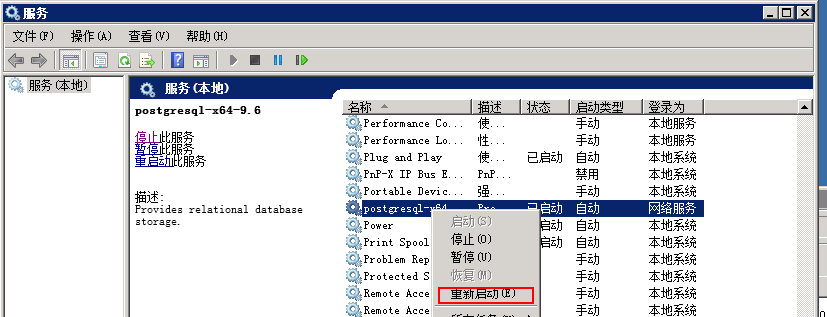 服务
文件(F) 操作(A) 查看(V) 帮助(H)
服务(本地)
服务(本地)
postgresql-x64-9.6
停止此服务
暂停此服务
重启动此服务
描述:
Provides relational database
storage.
名称 描述 状态 启动类型 登录为
Performance Co... 使... 手动 本地服务
Performance Lo... 性... 手动 本地服务
Plug and Play 使... 已启动 自动 本地系统
PnP-X IP Bus E... PnP... 禁用 本地系统
Portable Devic... 强... 手动 本地系统
postgresql-x64... Pro... 已启动 自动 网络服务
Power 已启动 自动 本地系统
Print Spool 已启动 自动 本地系统
Problem Rep 手动 本地系统
Protected S 手动 本地系统
Remote Acce 手动 本地系统
Remote Acce 手动 本地系统
启动(S)
停止(O)
暂停(U)
恢复(M)
重新启动(E)